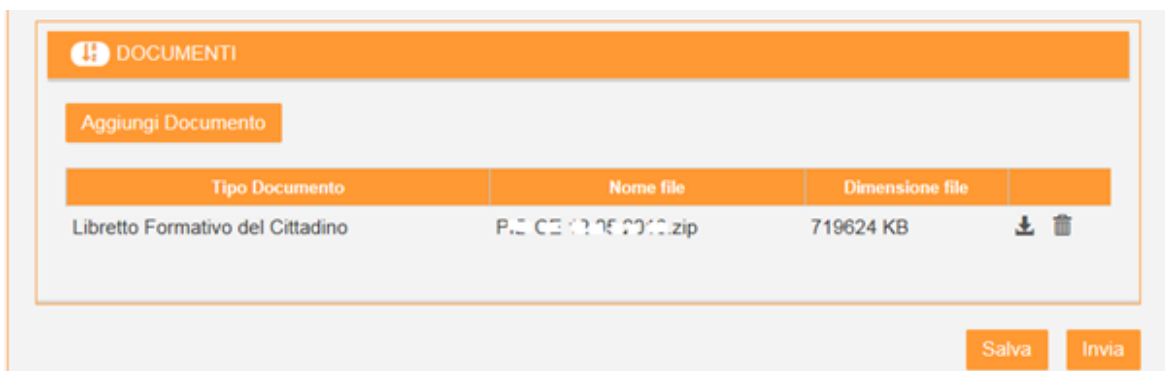 DOCUMENTI
Aggiungi Documento
Tipo Documento Nome file Dimensione file
Libretto Formativo del Cittadino .zip 719624 KB
Salva Invia